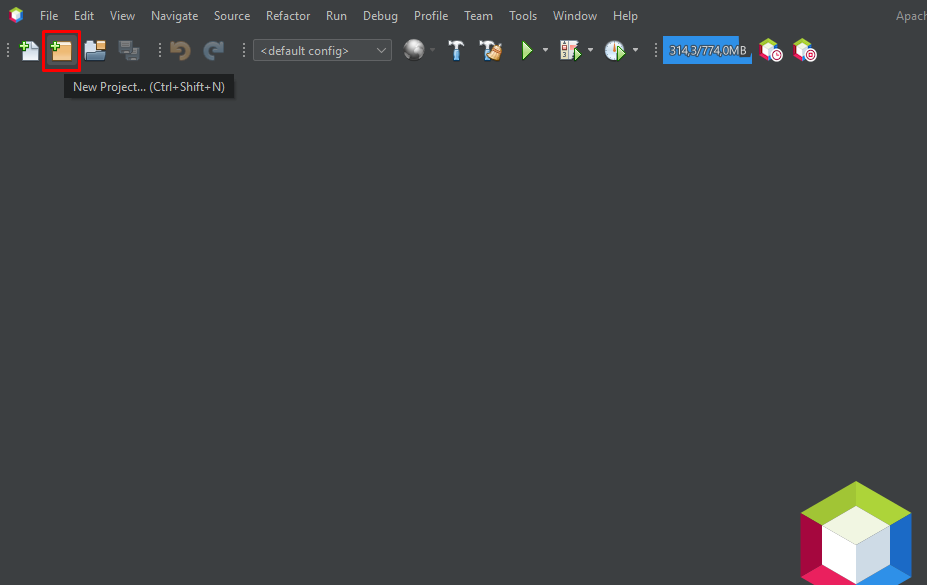 File Edit View Navigate Source Refactor Run Debug Profile Team Tools Window Help Apach
<default config> 314,3/774,0MB
New Project... (Ctrl+Shift+N)